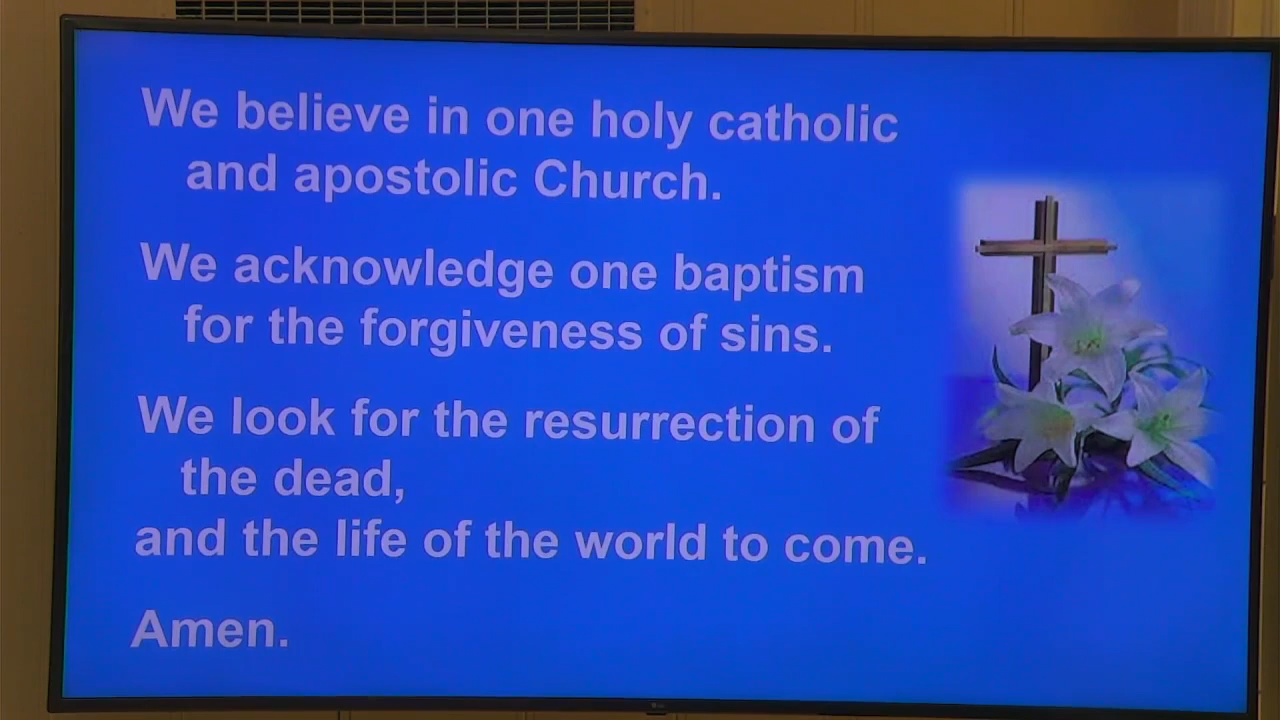 We believe in one holy catholic
and apostolic Church.
We acknowledge one baptism
for the forgiveness of sins.
We look for the resurrection of
the dead,
and the life of the world to come.
Amen.